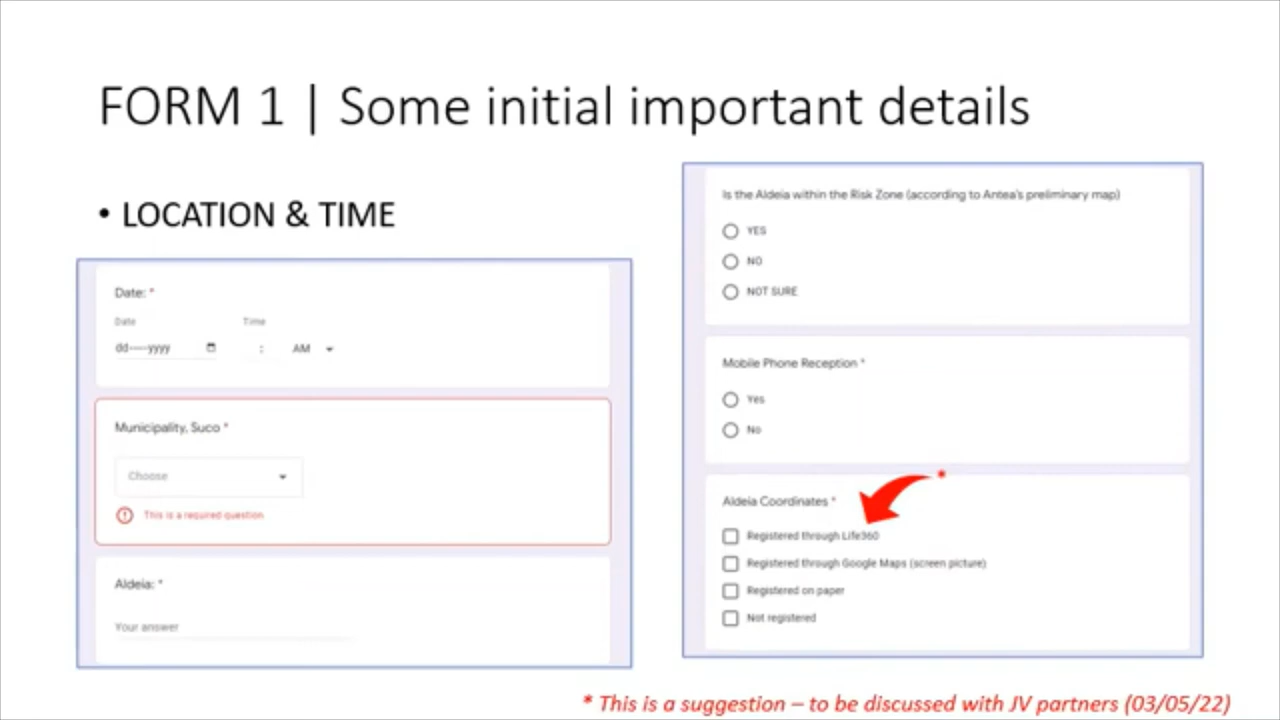 FORM 1 | Some initial important details
• LOCATION & TIME
Date: *
Date Time
dd----yyyy : AM
Municipality, Suco *
Choose
This is a required question
Aldeia: *
Your answer
Is the Aldeia within the Risk Zone (according to Antea's preliminary map)
YES
NO
NOT SURE
Mobile Phone Reception *
Yes
No
*
Aldeia Coordinates *
Registered through Life360
Registered through Google Maps (screen picture)
Registered on paper
Not registered
* This is a suggestion – to be discussed with JV partners (03/05/22)